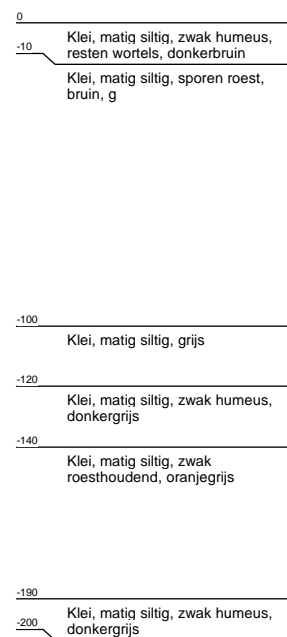 0
Klei, matig siltig, zwak humeus,
resten wortels, donkerbruin
-10
Klei, matig siltig, sporen roest,
bruin, g
-100
Klei, matig siltig, grijs
-120
Klei, matig siltig, zwak humeus,
donkergrijs
-140
Klei, matig siltig, zwak
roesthoudend, oranjegrijs
-190
Klei, matig siltig, zwak humeus,
donkergrijs
-200